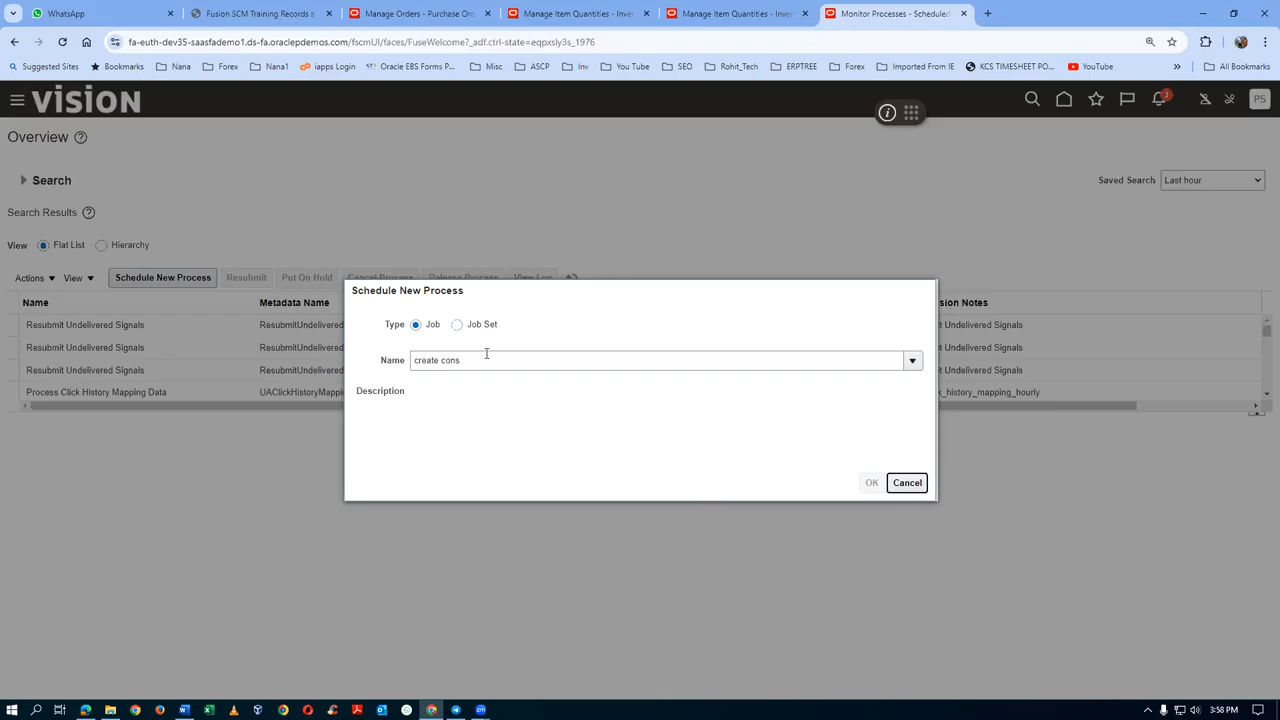 WhatsApp
Fusion SCM Training Records a
Manage Orders - Purchase Ord
Manage Item Quantities - Inven
Manage Item Quantities - Inven
Monitor Processes - Scheduled
fa-euth-dev35-saasfademo1.ds-fa.oraclepdemos.com/fscmUI/faces/FuseWelcome?_adf.ctrl-state=eqpxsly3s_1976
Suggested Sites
Bookmarks
Nana
Forex
Nana1
iapps Login
Oracle EBS Forms P...
Misc
ASCP
Inv
You Tube
SEO
Rohit_Tech
ERPTREE
Forex
Imported From IE
KCS TIMESHEET PO...
YouTube
All Bookmarks
VISION
3
PS
Overview
Search
Saved Search Last hour
Search Results
View Flat List Hierarchy
Actions View Schedule New Process Resubmit Put On Hold Cancel Process Release Process View Log
Name Metadata Name sion Notes
Resubmit Undelivered Signals ResubmitUndelivered Undelivered Signals
Resubmit Undelivered Signals ResubmitUndelivered Undelivered Signals
Resubmit Undelivered Signals ResubmitUndelivered Undelivered Signals
Process Click History Mapping Data UAClickHistoryMappin k_history_mapping_hourly
Schedule New Process
Type Job Job Set
Name create cons
Description
OK Cancel
3:58 PM